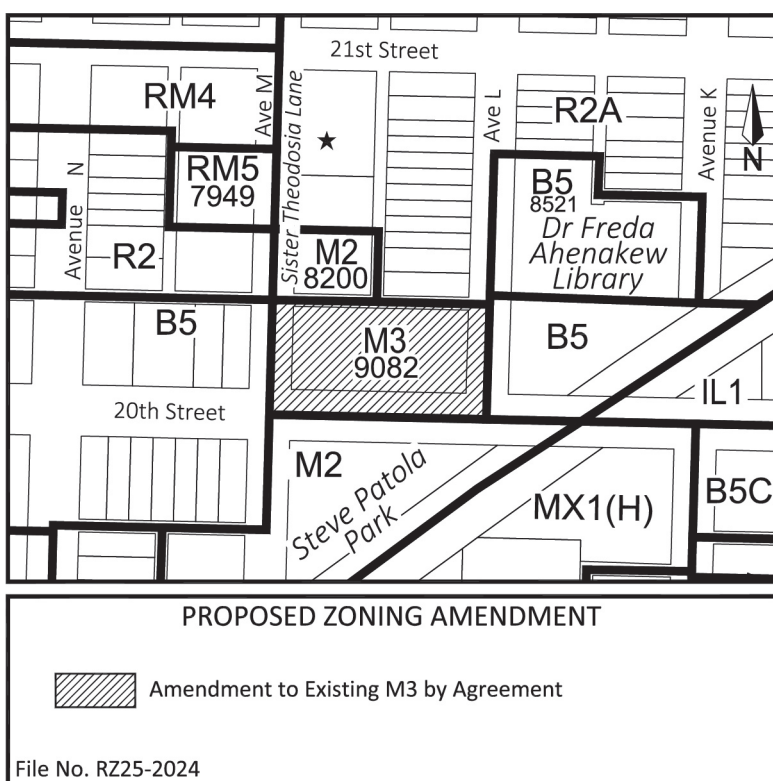 21st Street
RM4
Ave M
Sister Theodosia Lane
Ave L
R2A
Avenue K
N
RM5
7949
B5
8521
Dr Freda
Ahenakew
Library
Avenue N
R2
M2
8200
B5
M3
9082
B5
IL1
20th Street
M2
Steve Patola
Park
MX1(H)
B5C
PROPOSED ZONING AMENDMENT
Amendment to Existing M3 by Agreement
File No. RZ25-2024